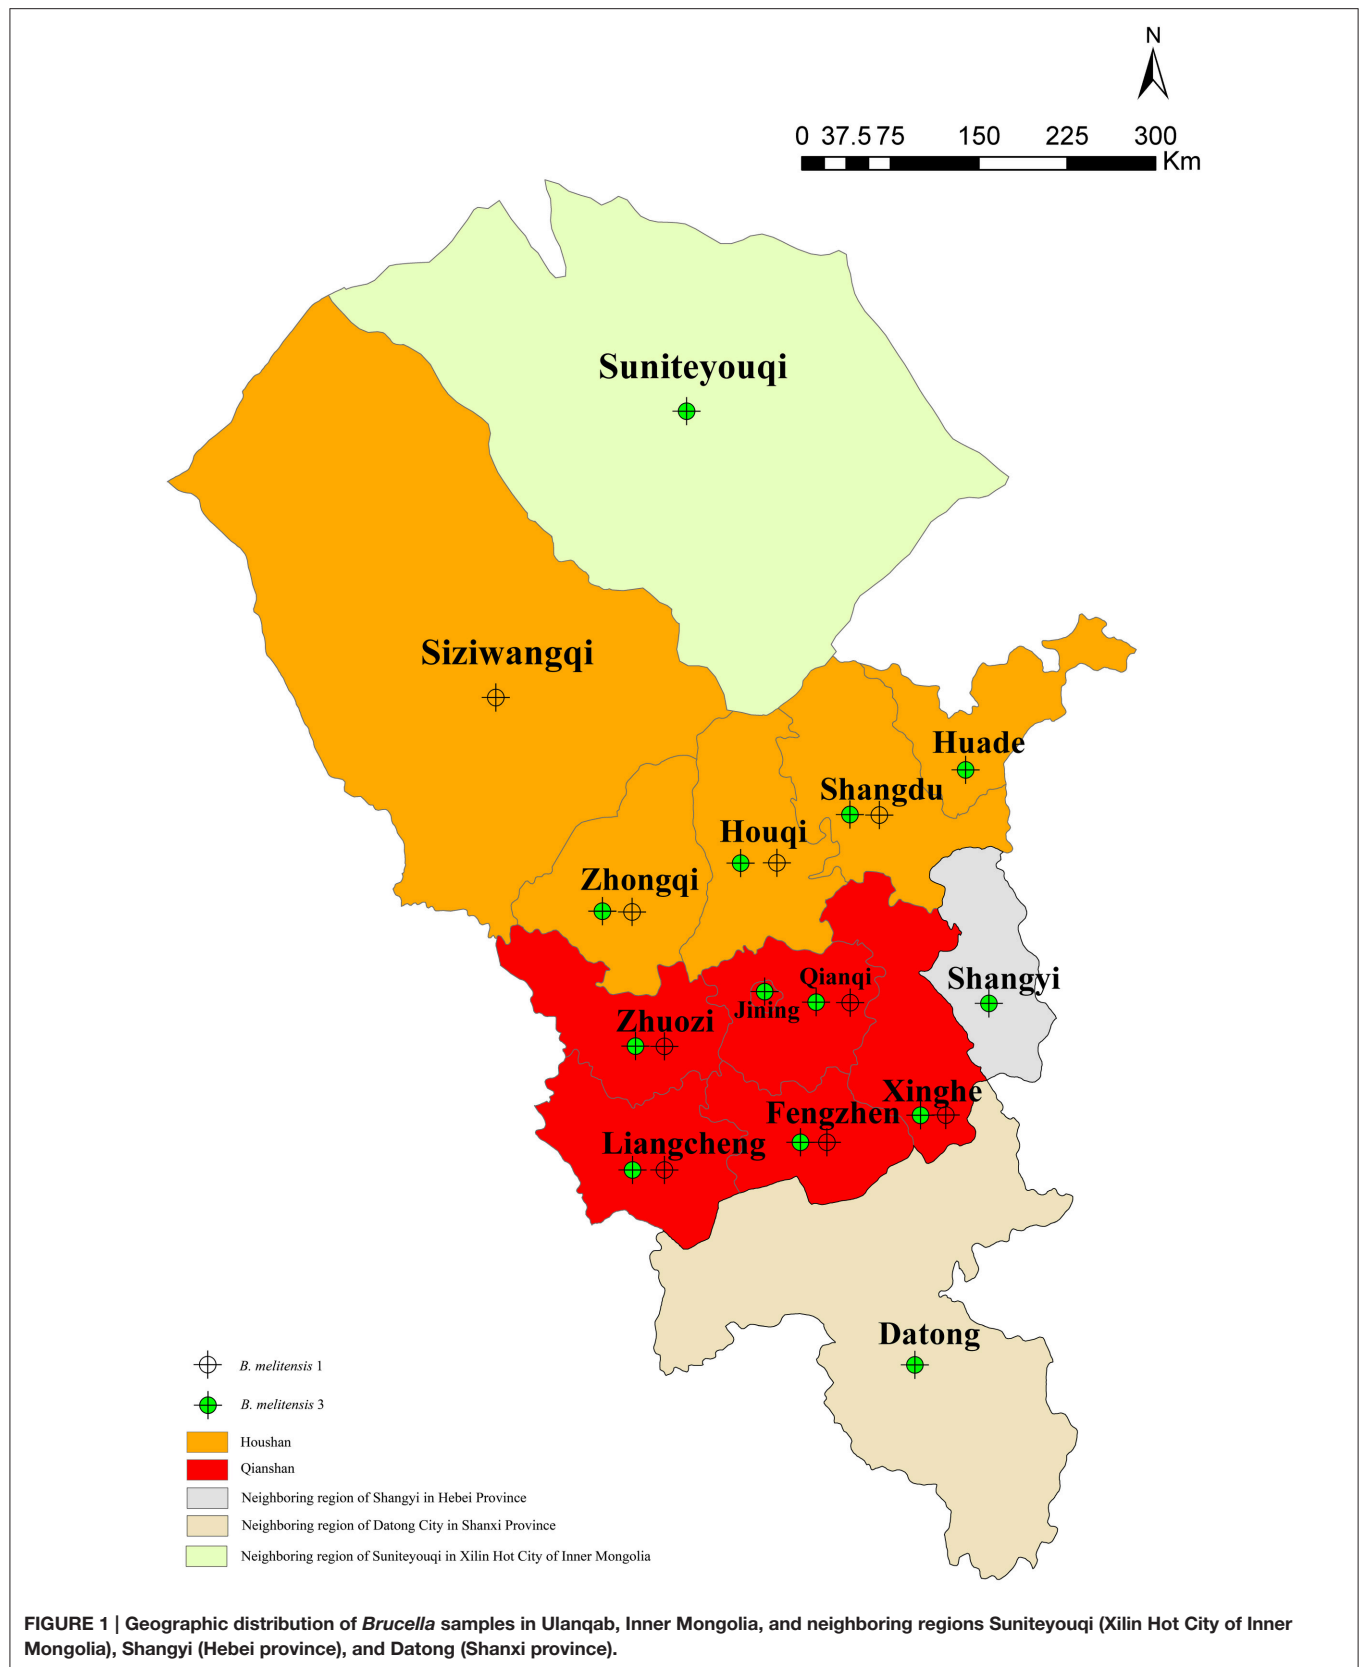 N
0 37.5 75 150 225 300
Km
Suniteyouqi
Siziwangqi
Huade
Shangdu
Houqi
Zhongqi
Qianqi
Shangyi
Jining
Zhuozi
Xinghe
Fengzhen
Liangcheng
Datong
B. melitensis 1
B. melitensis 3
Houshan
Qianshan
Neighboring region of Shangyi in Hebei Province
Neighboring region of Datong City in Shanxi Province
Neighboring region of Suniteyouqi in Xilin Hot City of Inner Mongolia
FIGURE 1 | Geographic distribution of Brucella samples in Ulanqab, Inner Mongolia, and neighboring regions Suniteyouqi (Xilin Hot City of Inner
Mongolia), Shangyi (Hebei province), and Datong (Shanxi province).